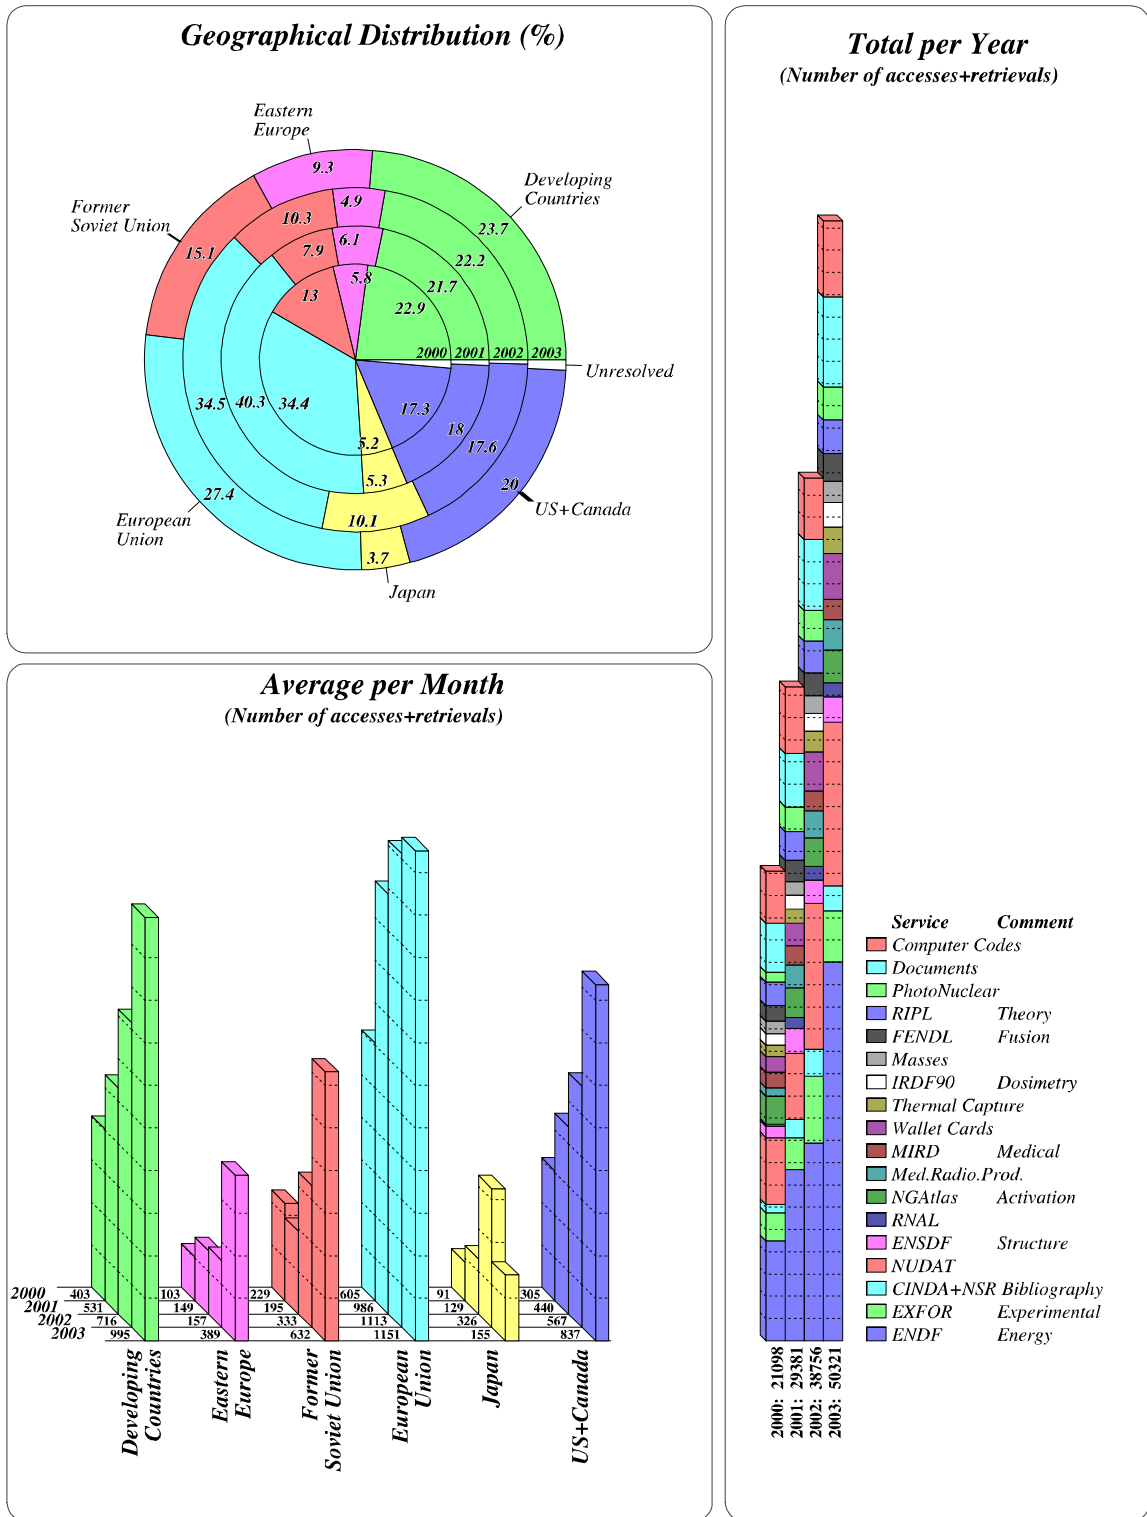 Geographical Distribution (%)
Eastern
Europe
9.3
Developing
Countries
Former
Soviet Union
4.9
10.3
23.7
15.1
7.9
6.1
22.2
5.8
21.7
13
22.9
2000
2001
2002
2003
Unresolved
34.5
40.3
34.4
17.3
18
17.6
5.2
5.3
20
27.4
US+Canada
European
Union
10.1
3.7
Japan
Average per Month
(Number of accesses+retrievals)
2000
403
103
229
605
91
305
2001
531
149
195
986
129
440
2002
716
157
333
1113
326
567
2003
995
389
632
1151
155
837
Developing
Countries
Eastern
Europe
Former
Soviet Union
European
Union
Japan
US+Canada
Total per Year
(Number of accesses+retrievals)
Service Comment
Computer Codes
Documents
PhotoNuclear
RIPL Theory
FENDL Fusion
Masses
IRDF90 Dosimetry
Thermal Capture
Wallet Cards
MIRD Medical
Med.Radio.Prod.
NGAtlas Activation
RNAL
ENSDF Structure
NUDAT
CINDA+NSR Bibliography
EXFOR Experimental
ENDF Energy
2000: 21098
2001: 29381
2002: 38756
2003: 50321